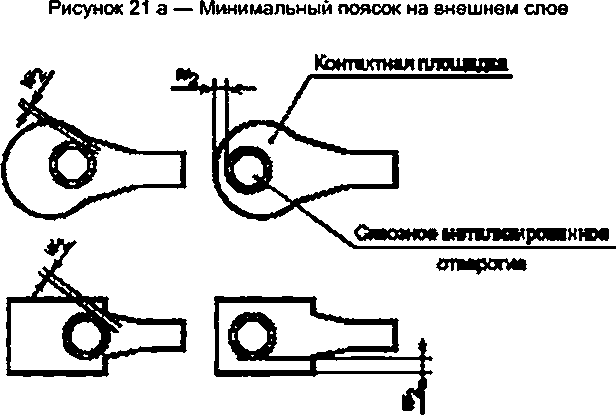 Рисунок 21 а — Минимальный поясок на внешнем слое
Контактная площадка
Сквозное металлизированное
отверстие